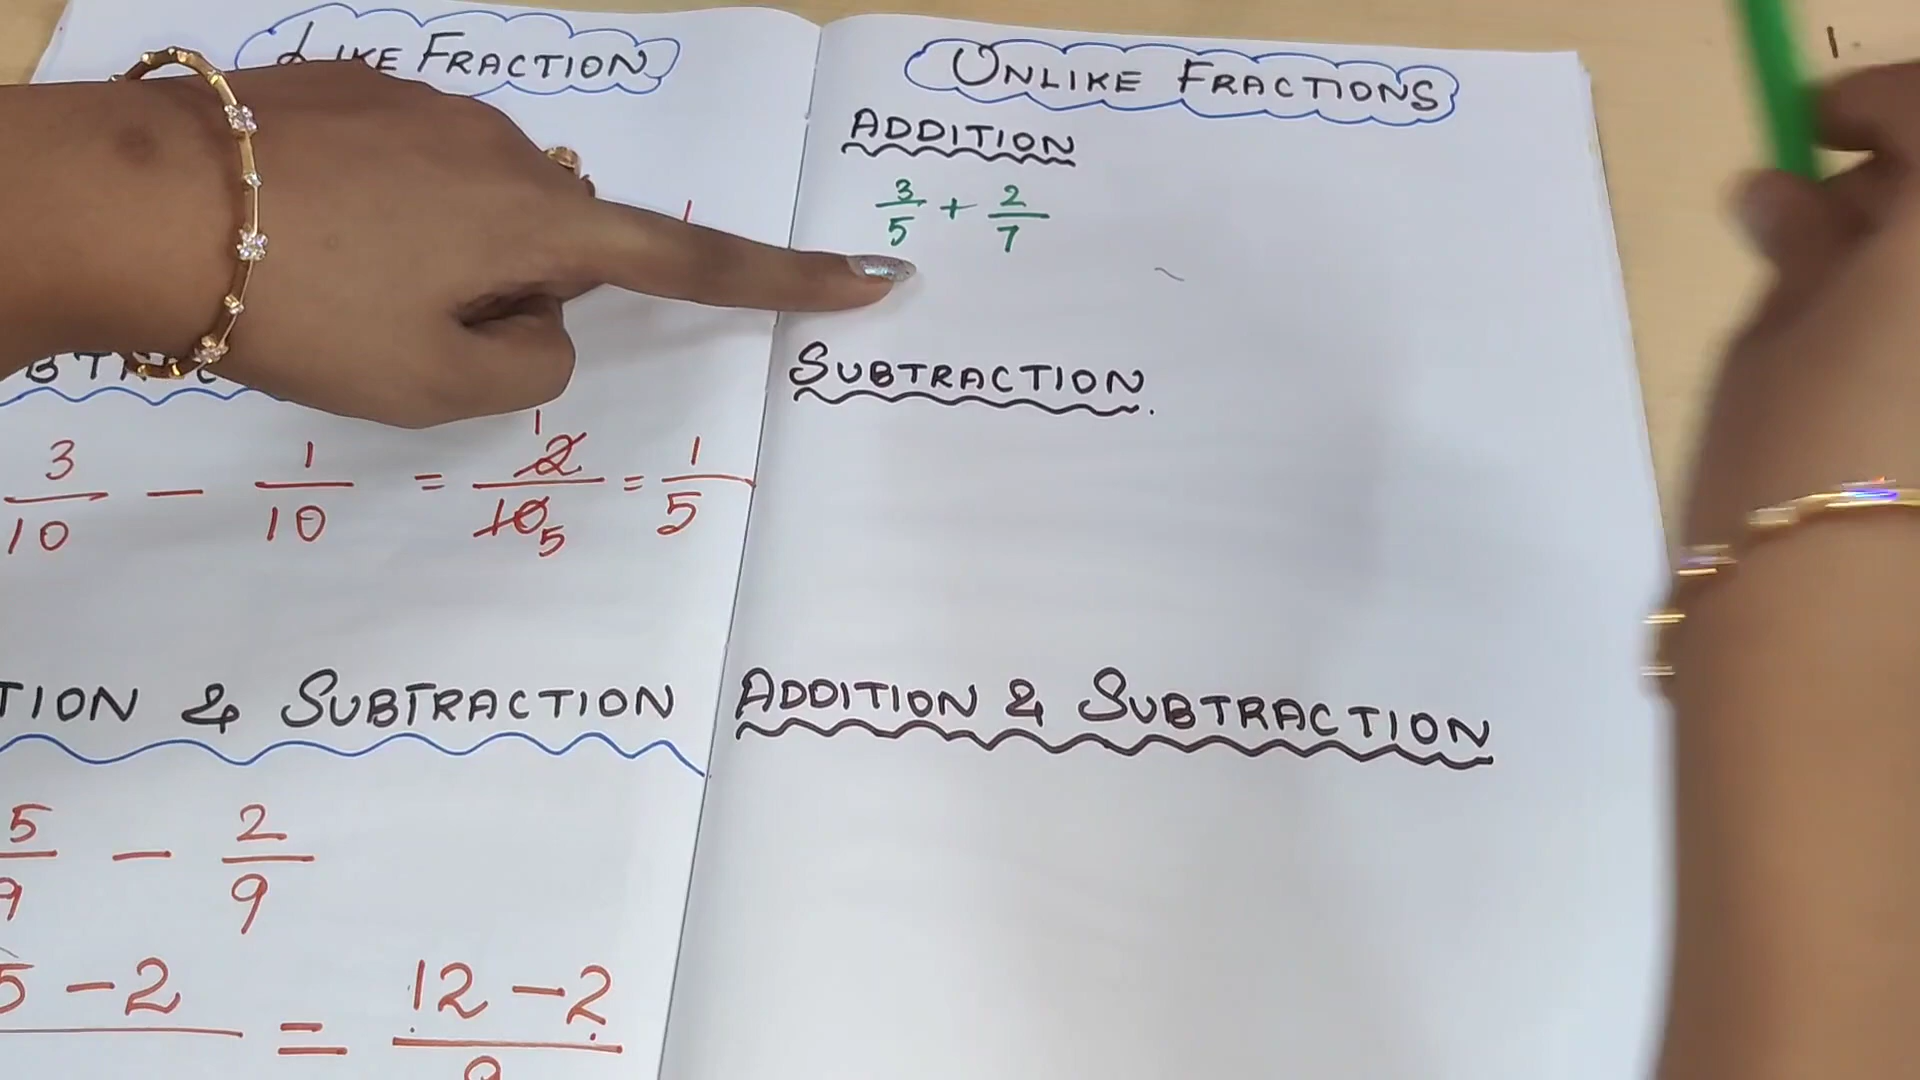 LIKE FRACTION
3/10 - 1/10 = 2/10 = 1/5
1
5
TION & SUBTRACTION
5/9 - 2/9
5 - 2 = 12 - 2
UNLIKE FRACTIONS
ADDITION
3/5 + 2/7
SUBTRACTION.
ADDITION & SUBTRACTION